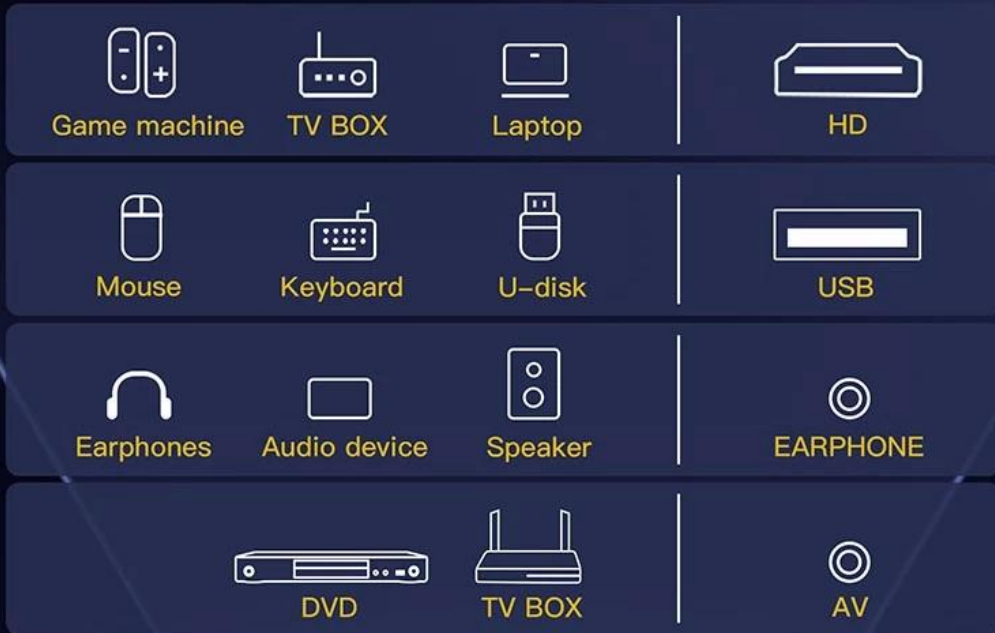 Game machine TV BOX Laptop HD
Mouse Keyboard U-disk USB
Earphones Audio device Speaker EARPHONE
DVD TV BOX AV